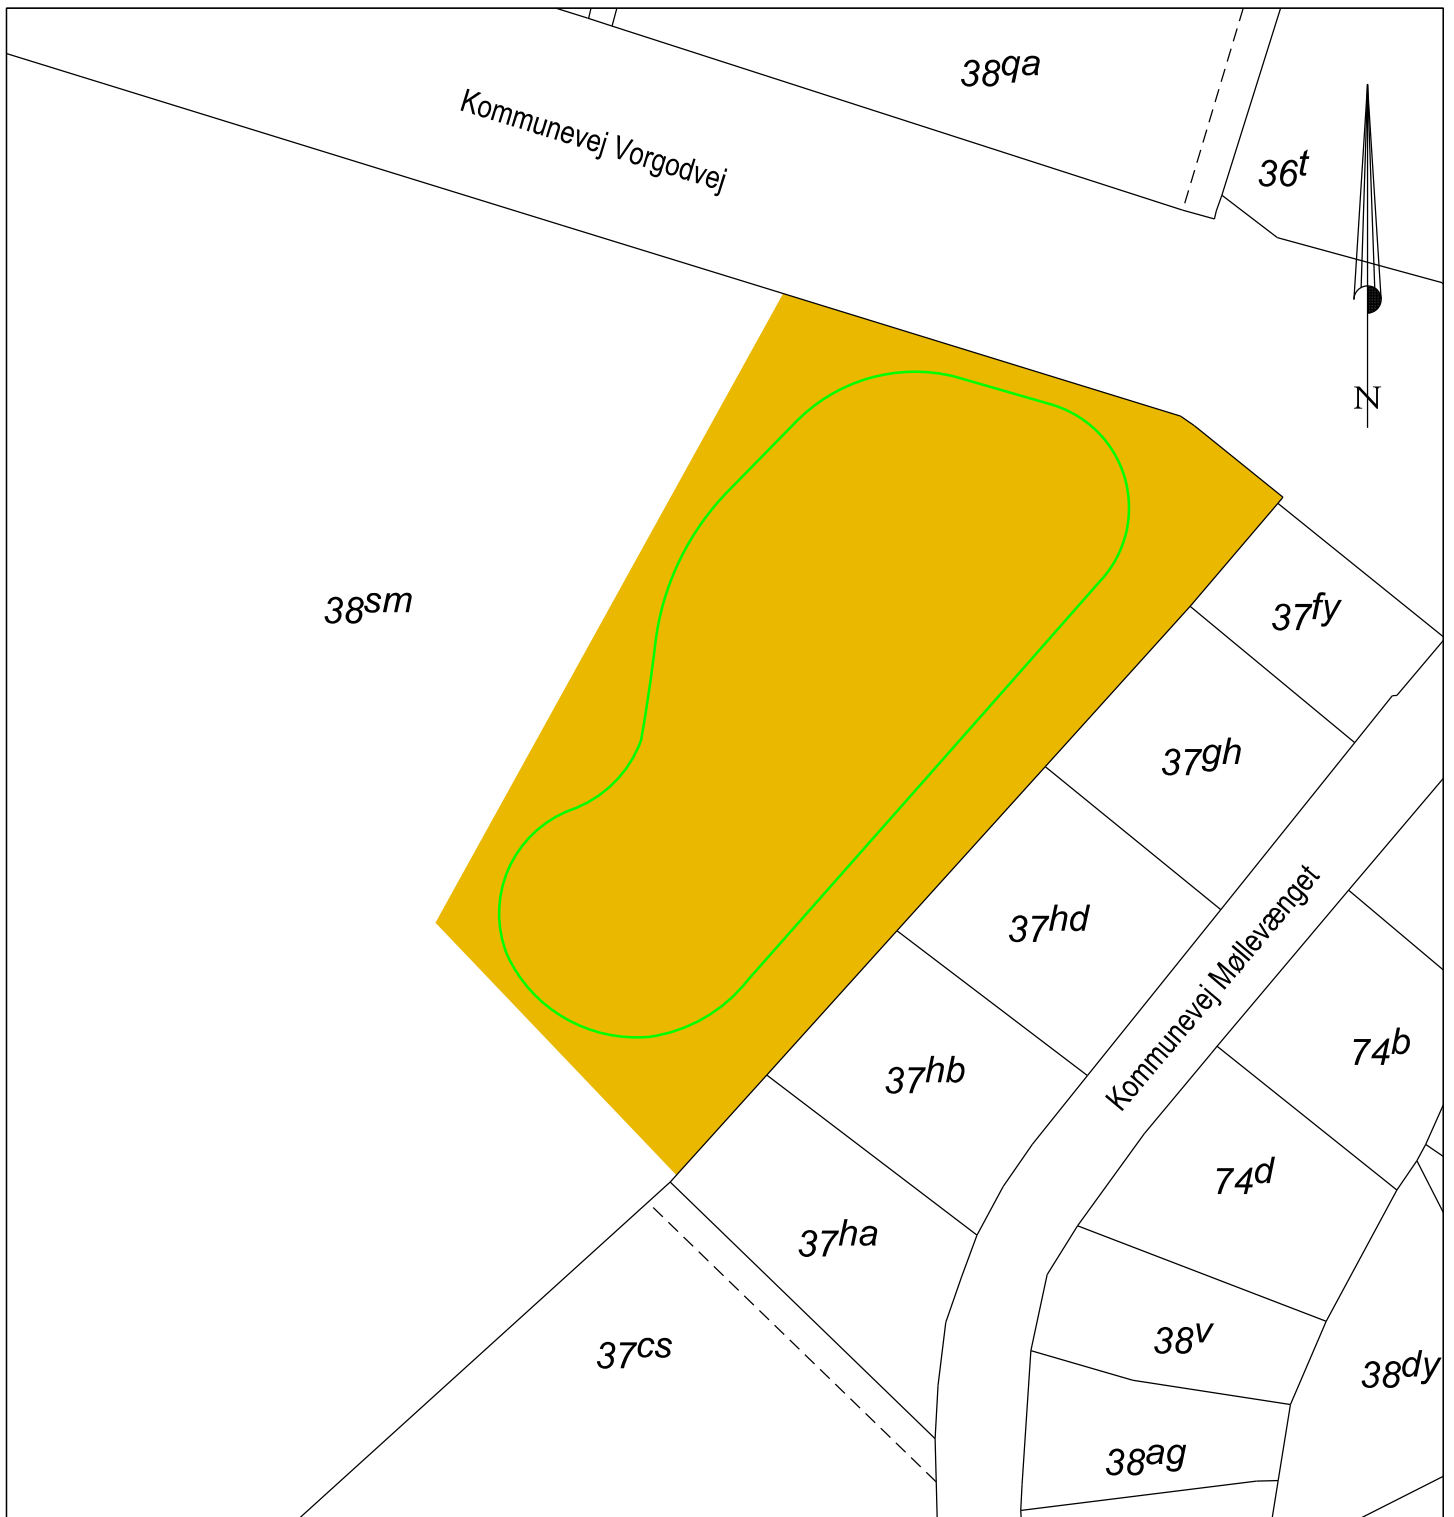 38qa
Kommunevej Vorgodvej
36t
N
38sm
37fy
37gh
37hd
Kommunevej Møllevænget
74b
37hb
74d
37ha
38v
37cs
38dy
38ag